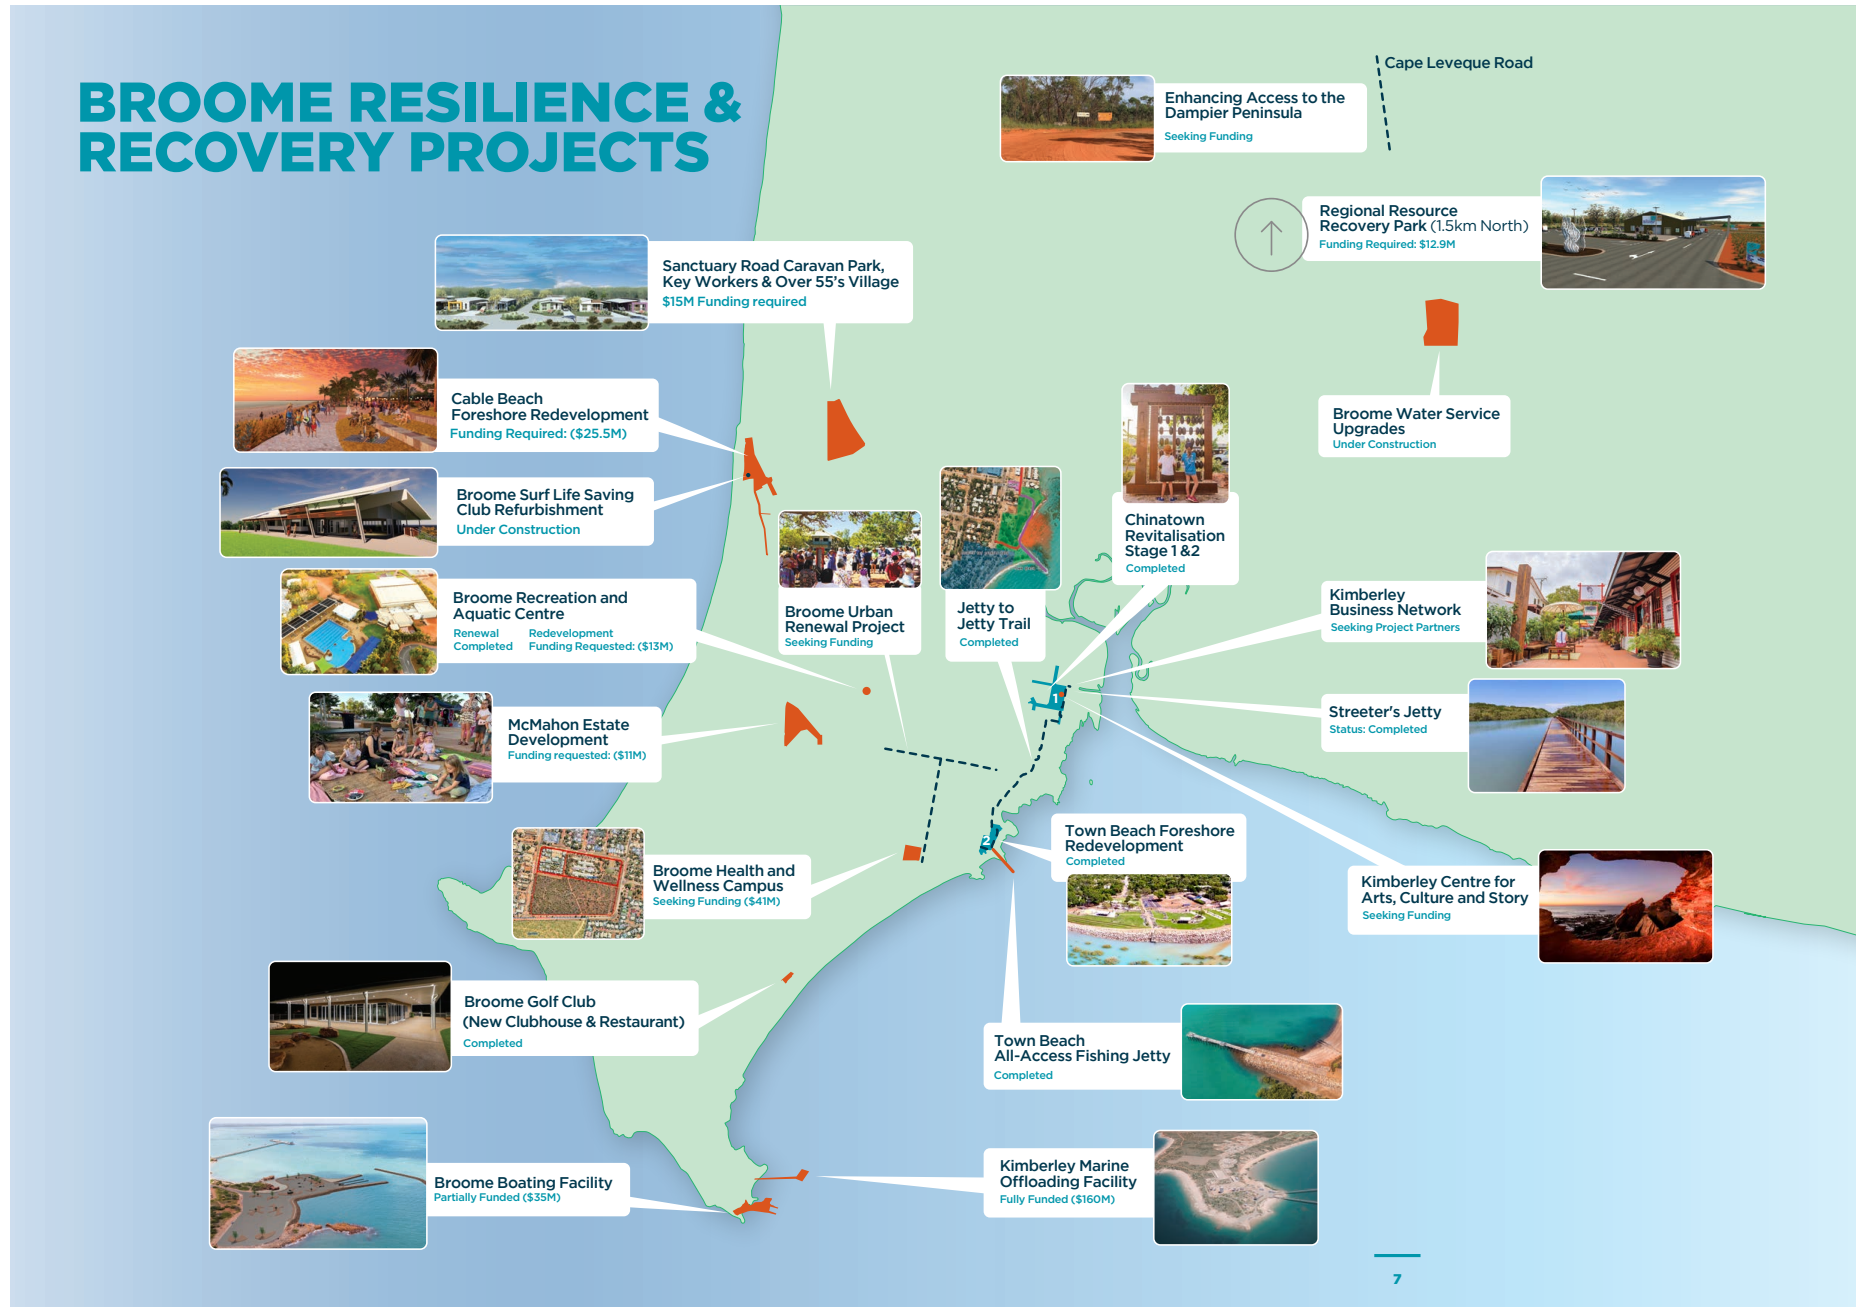 BROOME RESILIENCE &
RECOVERY PROJECTS
Cape Leveque Road
Enhancing Access to the
Dampier Peninsula
Seeking Funding
Regional Resource
Recovery Park (1.5km North)
Funding Required: $12.9M
Sanctuary Road Caravan Park,
Key Workers & Over 55's Village
$15M Funding required
Cable Beach
Foreshore Redevelopment
Funding Required: ($25.5M)
Broome Water Service
Upgrades
Under Construction
Broome Surf Life Saving
Club Refurbishment
Under Construction
Chinatown
Revitalisation
Stage 1 &2
Completed
Broome Recreation and
Aquatic Centre
Renewal
Completed
Redevelopment
Funding Requested: ($13M)
Broome Urban
Renewal Project
Seeking Funding
Jetty to
Jetty Trail
Completed
Kimberley
Business Network
Seeking Project Partners
1
McMahon Estate
Development
Funding requested: ($11M)
Streeter's Jetty
Status: Completed
2
Town Beach Foreshore
Redevelopment
Completed
Broome Health and
Wellness Campus
Seeking Funding ($41M)
Kimberley Centre for
Arts, Culture and Story
Seeking Funding
Broome Golf Club
(New Clubhouse & Restaurant)
Completed
Town Beach
All-Access Fishing Jetty
Completed
Broome Boating Facility
Partially Funded ($35M)
Kimberley Marine
Offloading Facility
Fully Funded ($160M)
7